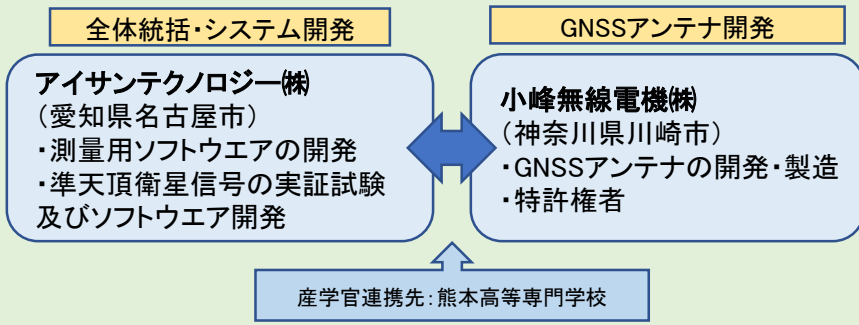 全体統括・システム開発
アイサンテクノロジー㈱
（愛知県名古屋市）
・測量用ソフトウエアの開発
・準天頂衛星信号の実証試験
及びソフトウエア開発
GNSSアンテナ開発
小峰無線電機㈱
（神奈川県川崎市）
・GNSSアンテナの開発・製造
・特許権者
産学官連携先：熊本高等専門学校